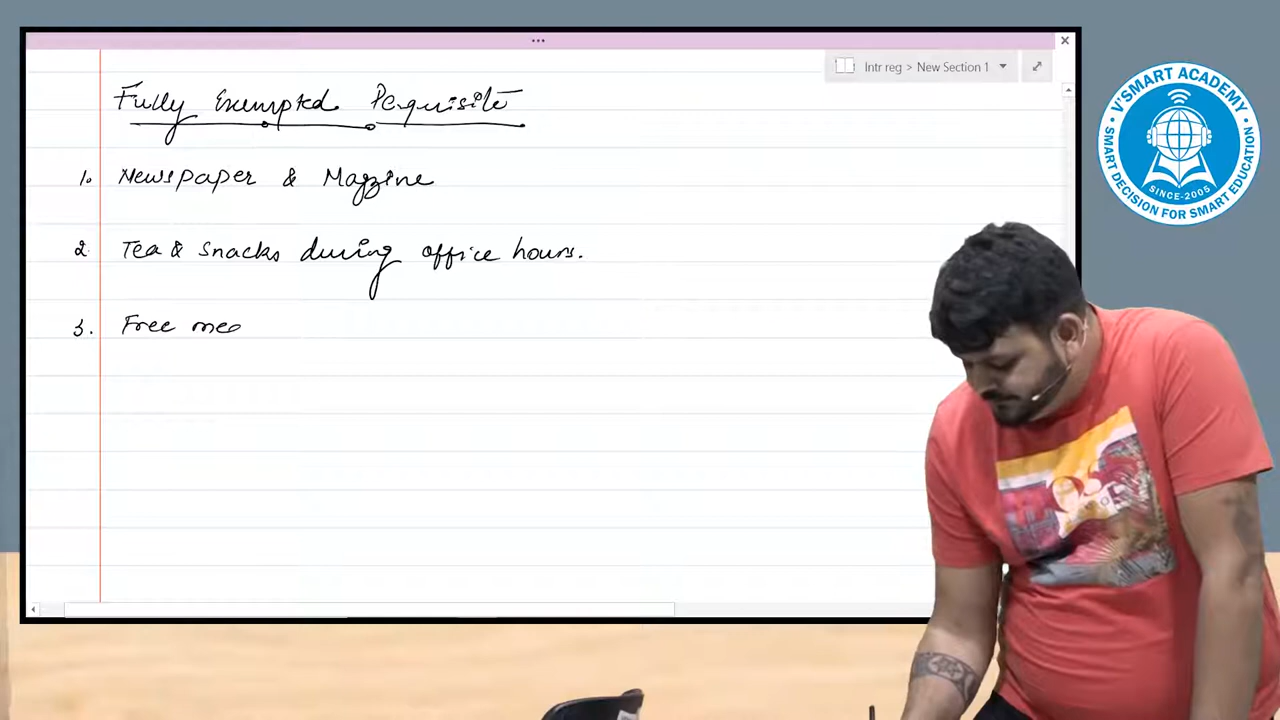 Fully Exempted Perquisite
1. Newspaper & Magzine
2. Tea & Snacks during office hours.
3. Free mea
Intr reg > New Section 1
V'SMART ACADEMY
SINCE-2005
SMART DECISION FOR SMART EDUCATION